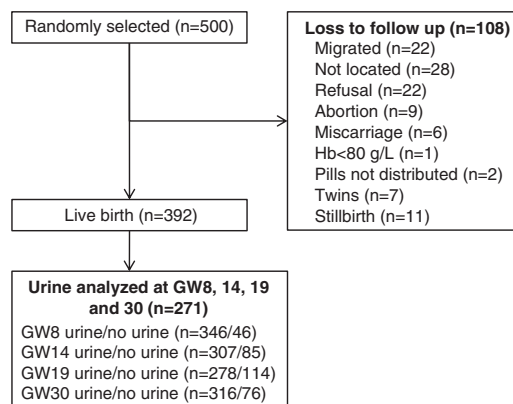 Randomly selected (n=500)
Loss to follow up (n=108)
Migrated (n=22)
Not located (n=28)
Refusal (n=22)
Abortion (n=9)
Miscarriage (n=6)
Hb<80 g/L (n=1)
Pills not distributed (n=2)
Twins (n=7)
Stillbirth (n=11)
Live birth (n=392)
Urine analyzed at GW8, 14, 19
and 30 (n=271)
GW8 urine/no urine (n=346/46)
GW14 urine/no urine (n=307/85)
GW19 urine/no urine (n=278/114)
GW30 urine/no urine (n=316/76)